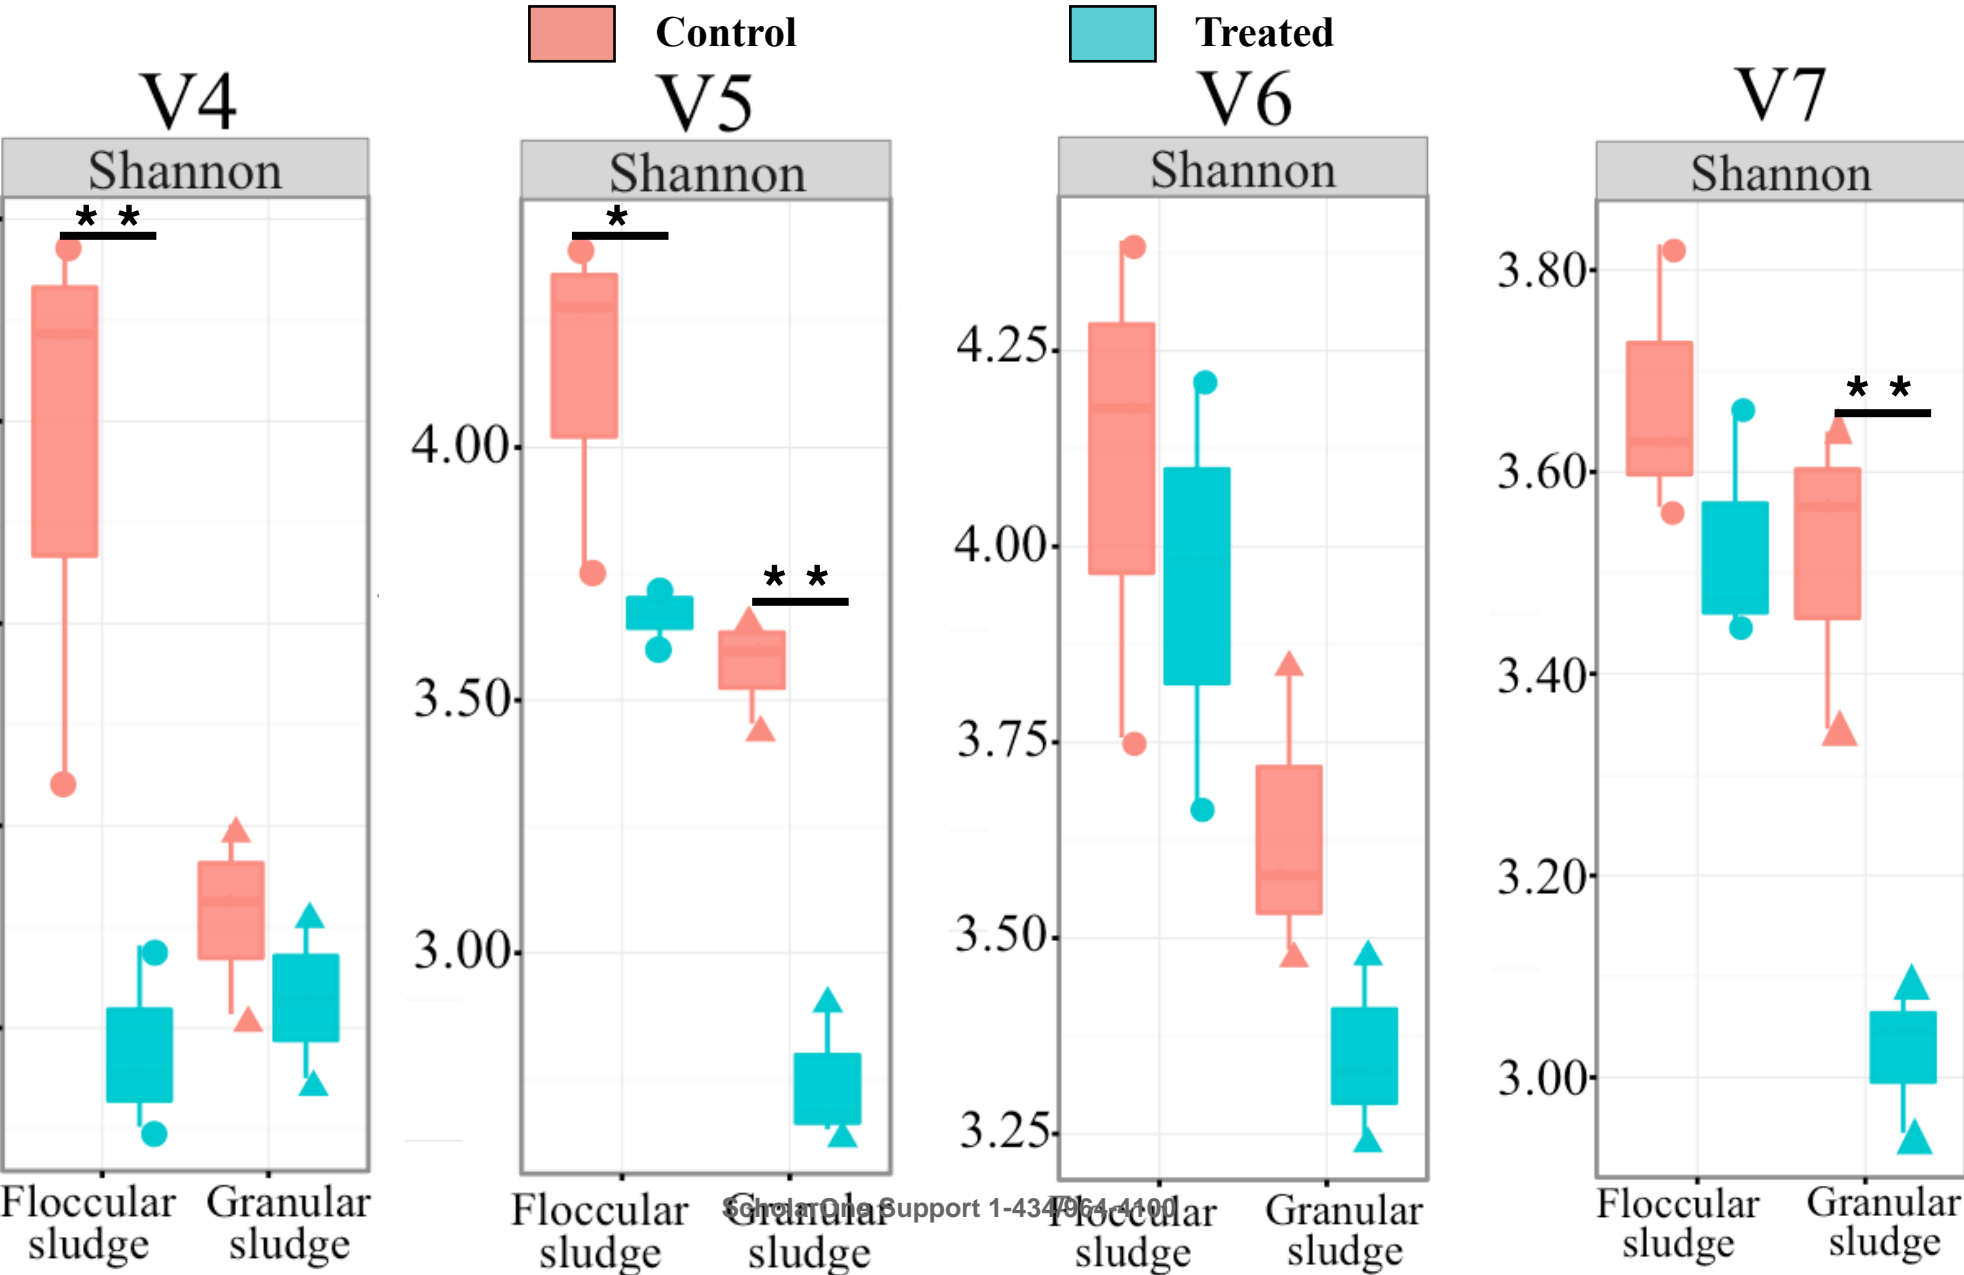 Control Treated
V4 V5 V6 V7
Shannon Shannon Shannon Shannon
* * * * * * *
4.00
3.50
3.00
4.25
4.00
3.75
3.50
3.25
3.80
3.60
3.40
3.20
3.00
Floccular sludge Granular sludge
Floccular sludge Granular sludge
Floccular sludge Granular sludge
Floccular sludge Granular sludge
ScholarOne Support 1-434/964-4100